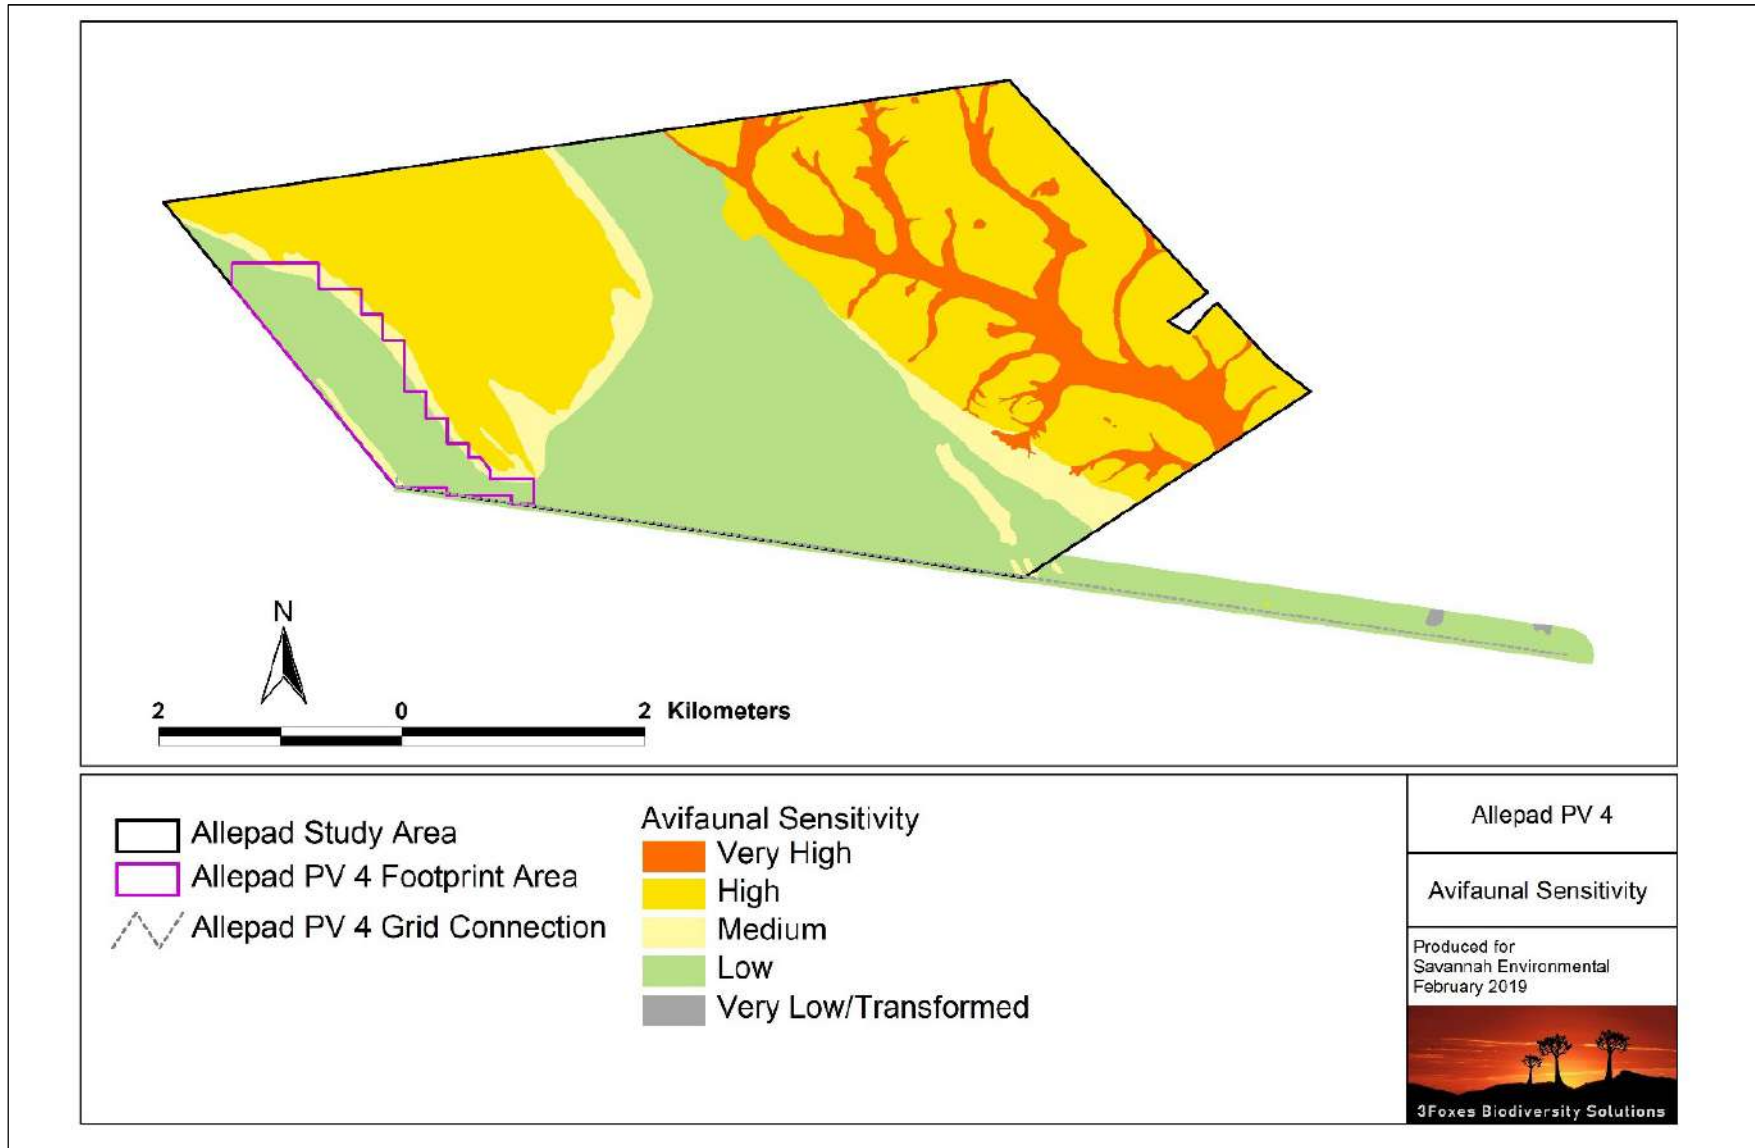 N
2 0 2 Kilometers
Allepad Study Area
Allepad PV 4 Footprint Area
Allepad PV 4 Grid Connection
Avifaunal Sensitivity
Very High
High
Medium
Low
Very Low/Transformed
Allepad PV 4
Avifaunal Sensitivity
Produced for
Savannah Environmental
February 2019
3Foxes Biodiversity Solutions